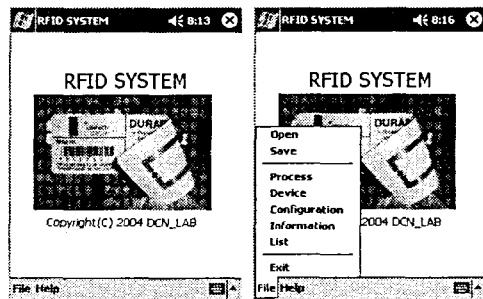 RFID SYSTEM 8:13
RFID SYSTEM
DURA
Copyright(C) 2004 DCN_LAB
File Help
RFID SYSTEM 8:16
RFID SYSTEM
DURA
Open
Save
Process
Device
Configuration
Information
List
Exit
2004 DCN_LAB
File Help